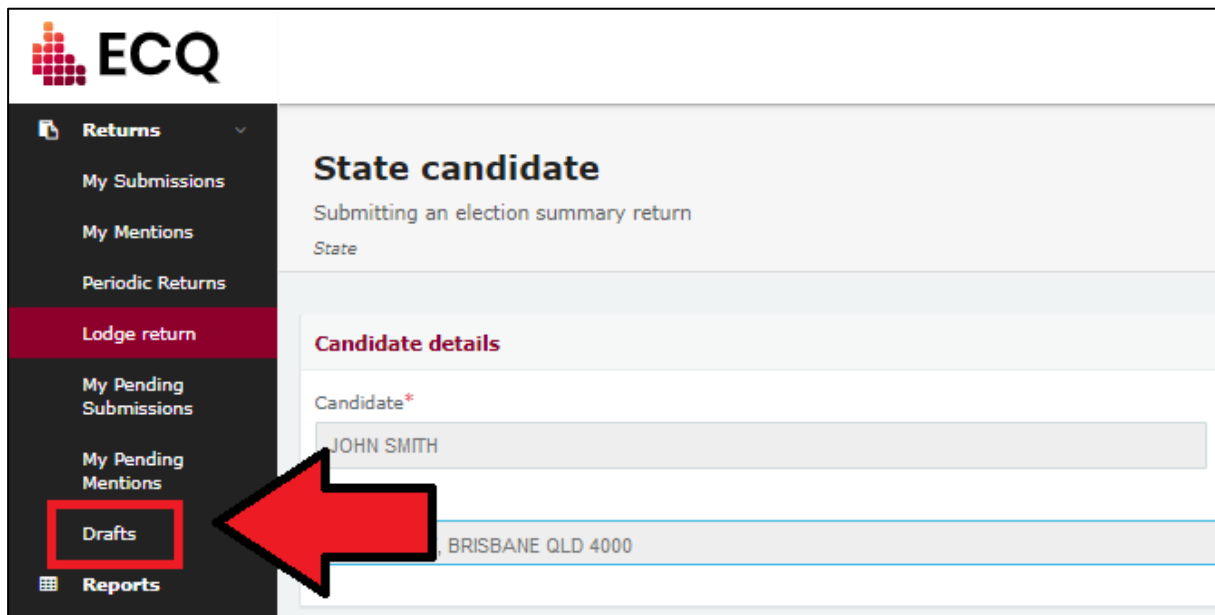 ECQ
Returns
My Submissions
My Mentions
Periodic Returns
Lodge return
My Pending
Submissions
My Pending
Mentions
Drafts
Reports
State candidate
Submitting an election summary return
State
Candidate details
Candidate*
JOHN SMITH
, BRISBANE QLD 4000